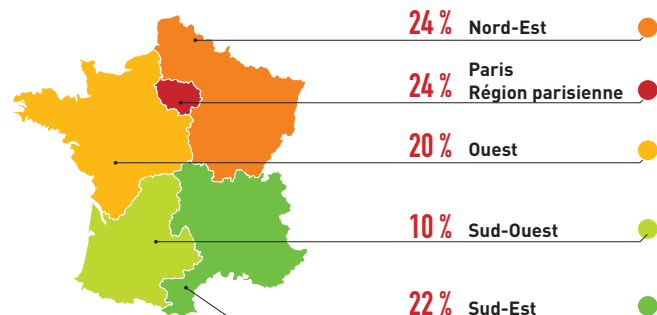 24 % Nord-Est
24 % Paris
Région parisienne
20 % Ouest
10 % Sud-Ouest
22 % Sud-Est